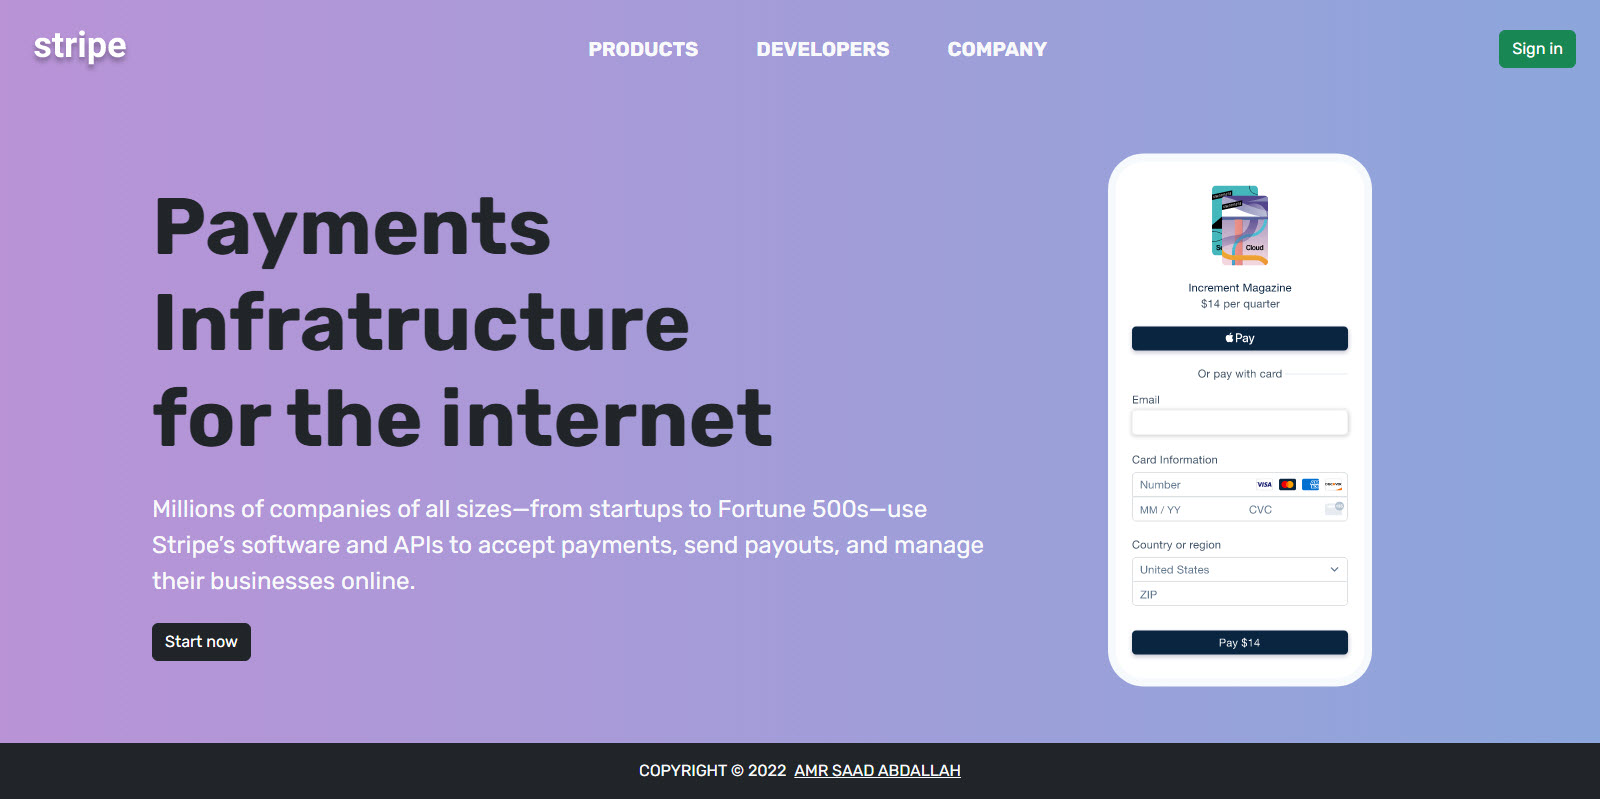 stripe
PRODUCTS
DEVELOPERS
COMPANY
Sign in
Payments
Infratructure
for the internet
Millions of companies of all sizes—from startups to Fortune 500s—use
Stripe’s software and APIs to accept payments, send payouts, and manage
their businesses online.
Start now
Cloud
Increment Magazine
$14 per quarter
Pay
Or pay with card
Email
Card Information
Number
VISA
MM / YY
CVC
Country or region
United States
ZIP
Pay $14
COPYRIGHT © 2022 AMR SAAD ABDALLAH